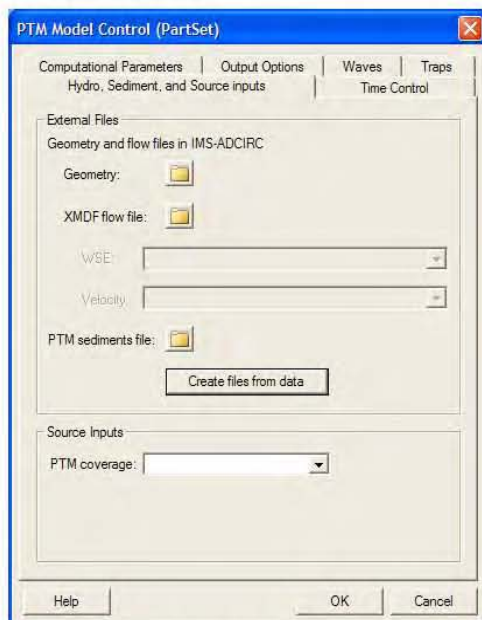 PTM Model Control (PartSet)
Computational Parameters | Output Options | Waves | Traps
Hydro, Sediment, and Source inputs | Time Control
External Files
Geometry and flow files in IMS-ADCIRC
Geometry:
XMDF flow file:
WSE:
Velocity:
PTM sediments file:
Create files from data
Source Inputs
PTM coverage:
Help OK Cancel